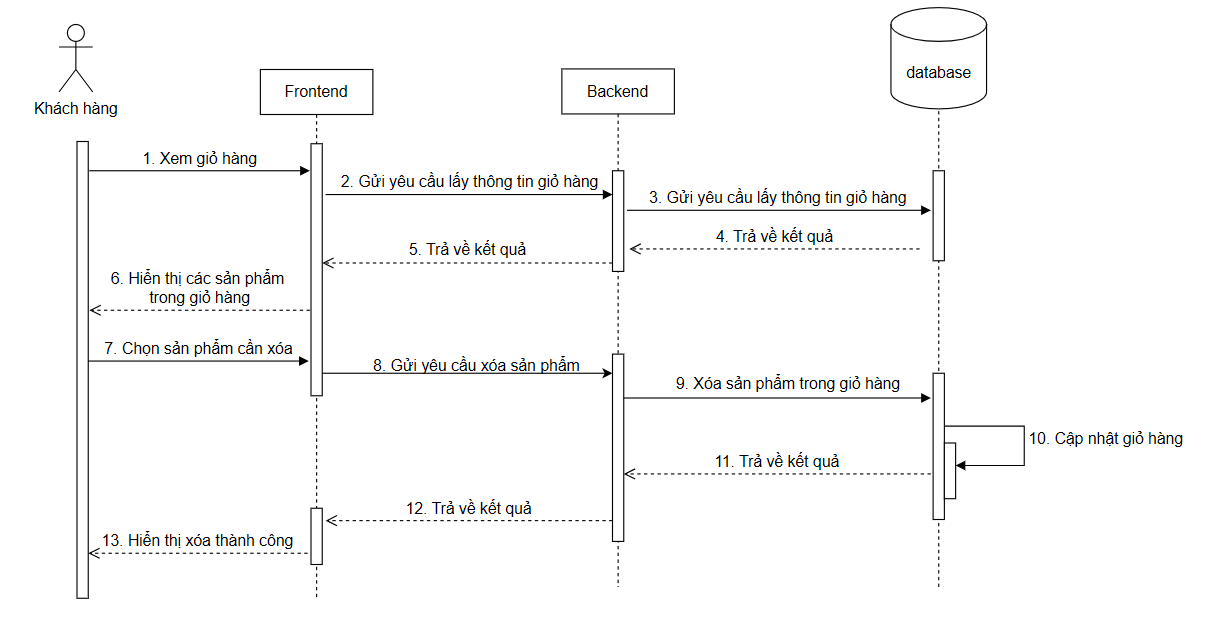 Khách hàng
Frontend
Backend
database
1. Xem giỏ hàng
2. Gửi yêu cầu lấy thông tin giỏ hàng
3. Gửi yêu cầu lấy thông tin giỏ hàng
4. Trả về kết quả
5. Trả về kết quả
6. Hiển thị các sản phẩm
trong giỏ hàng
7. Chọn sản phẩm cần xóa
8. Gửi yêu cầu xóa sản phẩm
9. Xóa sản phẩm trong giỏ hàng
10. Cập nhật giỏ hàng
11. Trả về kết quả
12. Trả về kết quả
13. Hiển thị xóa thành công